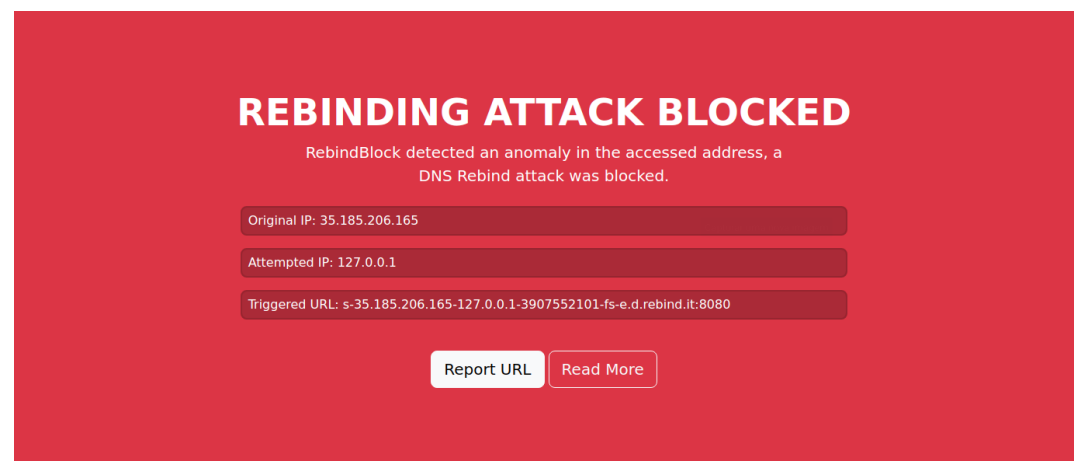 REBINDING ATTACK BLOCKED
RebindBlock detected an anomaly in the accessed address, a
DNS Rebind attack was blocked.
Original IP: 35.185.206.165
Attempted IP: 127.0.0.1
Triggered URL: s-35.185.206.165-127.0.0.1-3907552101-fs-e.d.rebind.it:8080
Report URL Read More